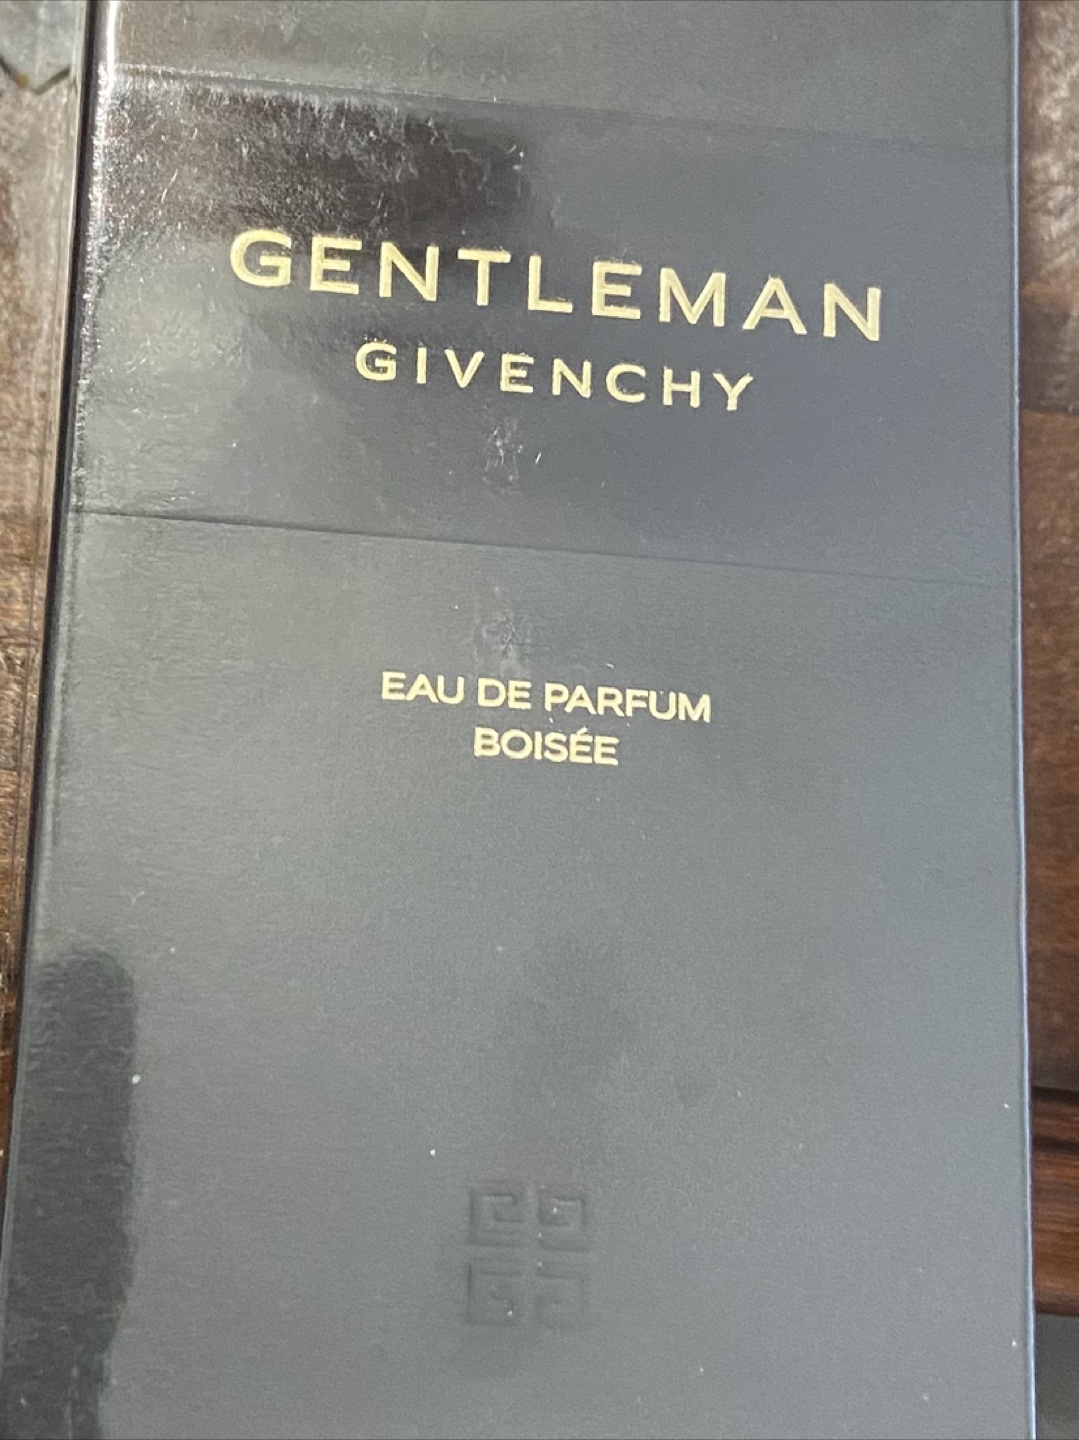 GENTLEMAN
GIVENCHY
EAU DE PARFUM
BOISÉE